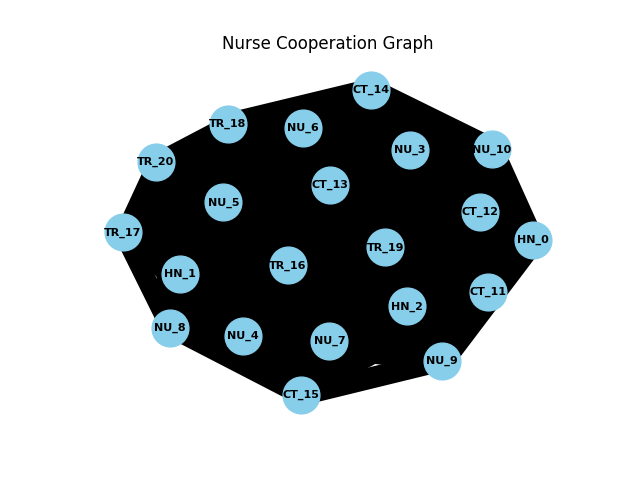 Nurse Cooperation Graph
CT_14
TR_18
NU_6
NU_3
NU_10
TR_20
CT_13
NU_5
CT_12
TR_17
HN_0
TR_19
TR_16
HN_1
CT_11
HN_2
NU_8
NU_4
NU_7
NU_9
CT_15